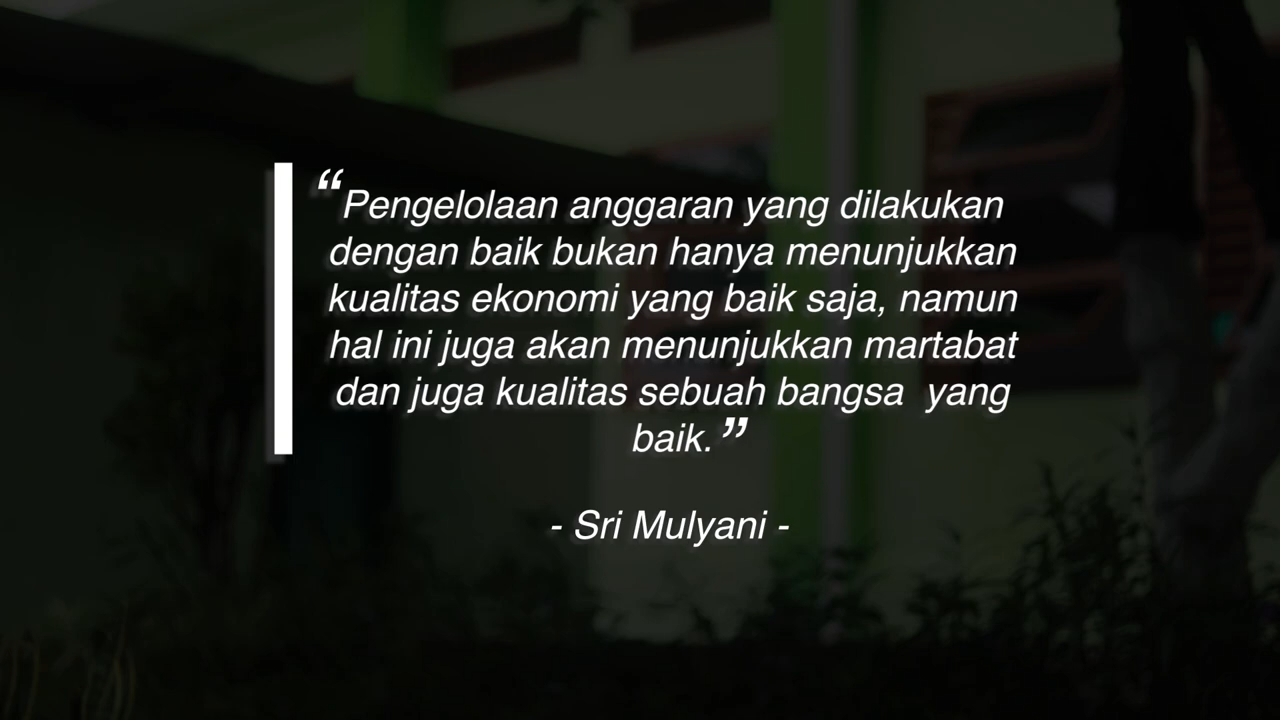 “Pengelolaan anggaran yang dilakukan
dengan baik bukan hanya menunjukkan
kualitas ekonomi yang baik saja, namun
hal ini juga akan menunjukkan martabat
dan juga kualitas sebuah bangsa  yang
baik.”
- Sri Mulyani -